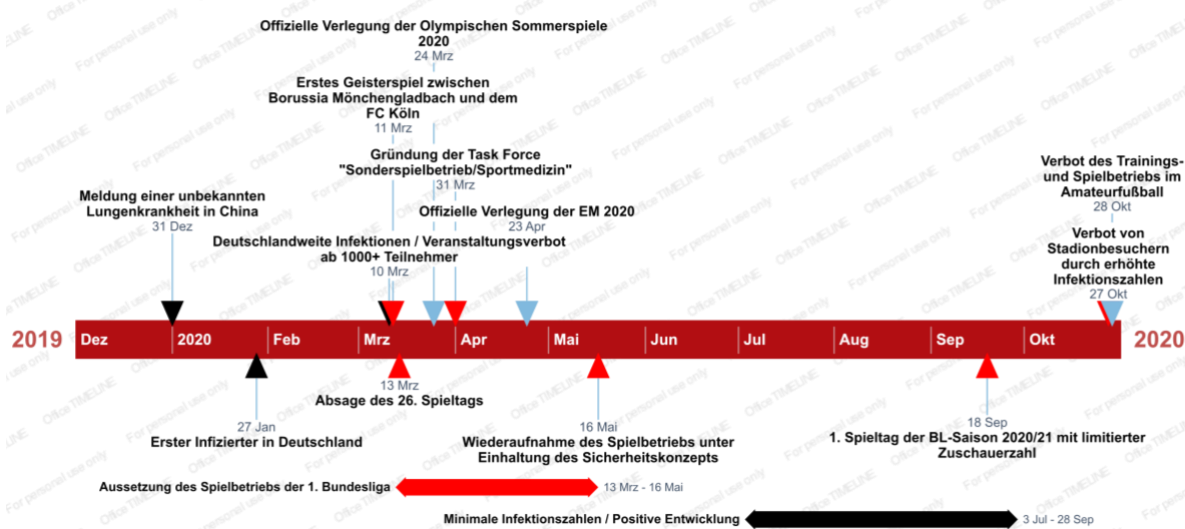 Offizielle Verlegung der Olympischen Sommerspiele
2020
24 Mrz
Erstes Geisterspiel zwischen
Borussia Mönchengladbach und dem
FC Köln
11 Mrz
Gründung der Task Force
"Sonderspielbetrieb/Sportmedizin"
31 Mrz
Verbot des Trainings-
und Spielbetriebs im
Amateurfußball
28 Okt
Meldung einer unbekannten
Lungenkrankheit in China
31 Dez
Offizielle Verlegung der EM 2020
23 Apr
Deutschlandweite Infektionen / Veranstaltungsverbot
ab 1000+ Teilnehmer
10 Mrz
Verbot von
Stadionbesuchern
durch erhöhte
Infektionszahlen
27 Okt
2019 Dez 2020 Feb Mrz Apr Mai Jun Jul Aug Sep Okt 2020
13 Mrz
Absage des 26. Spieltags
27 Jan
Erster Infizierter in Deutschland
16 Mai
Wiederaufnahme des Spielbetriebs unter
Einhaltung des Sicherheitskonzepts
18 Sep
1. Spieltag der BL-Saison 2020/21 mit limitierter
Zuschauerzahl
Aussetzung des Spielbetriebs der 1. Bundesliga 13 Mrz - 16 Mai
Minimale Infektionszahlen / Positive Entwicklung 3 Jul - 28 Sep
Office TIMELINE
For personal use only